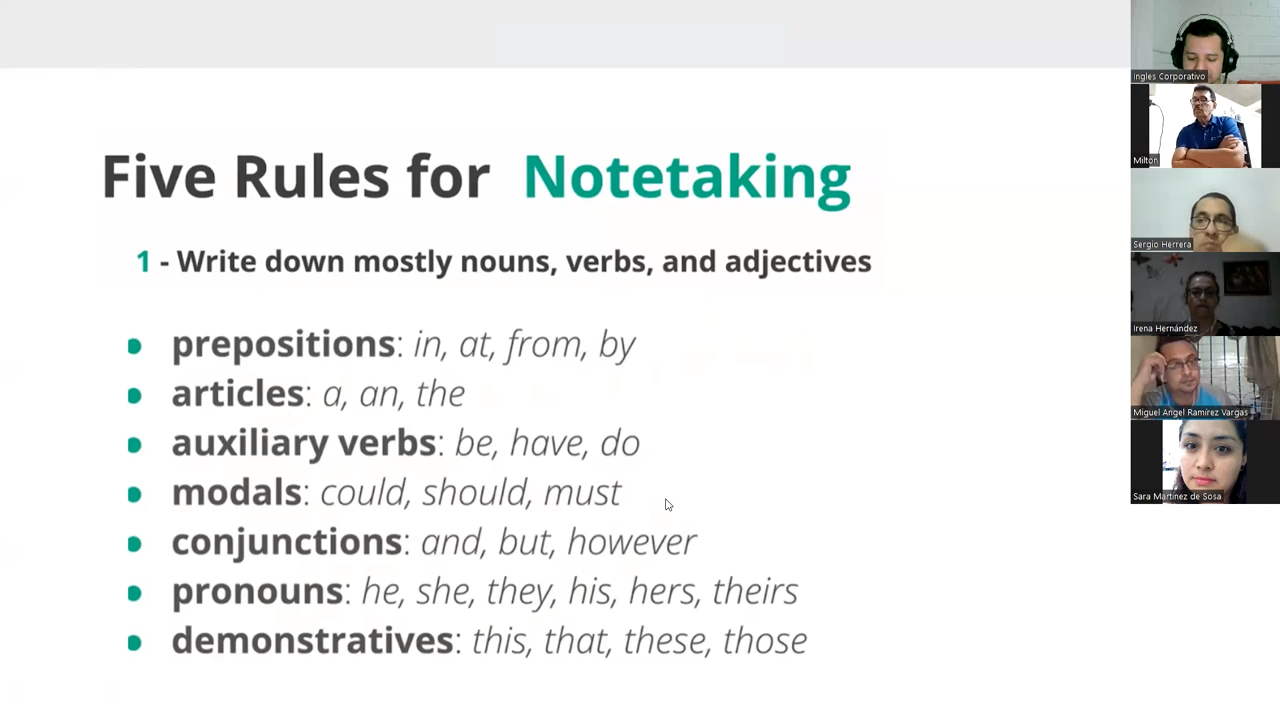 Five Rules for Notetaking
1 - Write down mostly nouns, verbs, and adjectives
prepositions: in, at, from, by
articles: a, an, the
auxiliary verbs: be, have, do
modals: could, should, must
conjunctions: and, but, however
pronouns: he, she, they, his, hers, theirs
demonstratives: this, that, these, those
Ingles Corporativo
Milton
Sergio Herrera
Irena Hernández
Miguel Angel Ramírez Vargas
Sara Martinez de Sosa